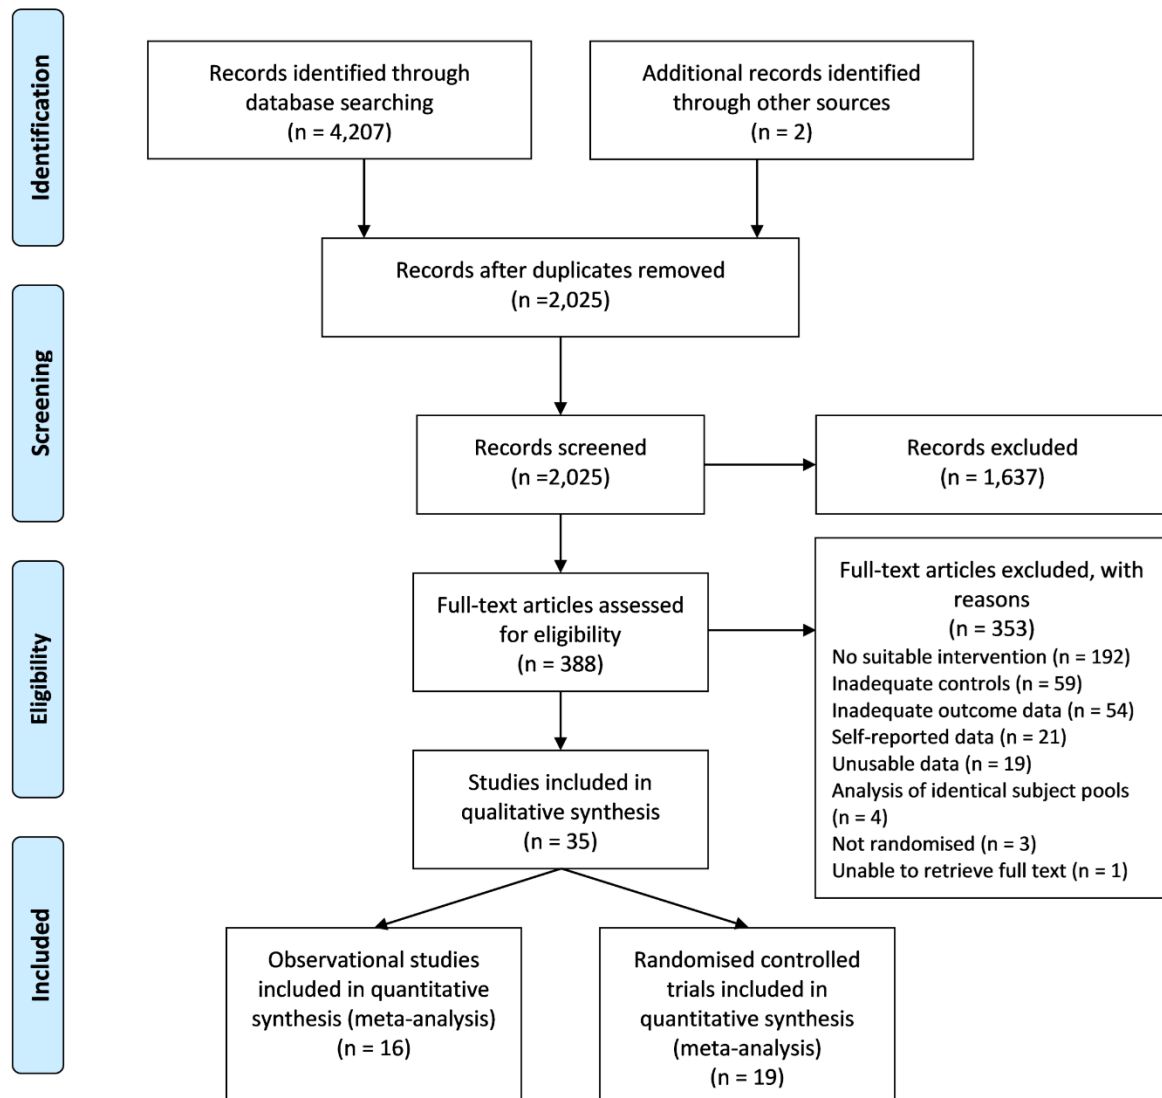 Identification
Records identified through
database searching
(n = 4,207)
Additional records identified
through other sources
(n = 2)
Records after duplicates removed
(n =2,025)
Screening
Records screened
(n =2,025)
Records excluded
(n = 1,637)
Eligibility
Full-text articles assessed
for eligibility
(n = 388)
Full-text articles excluded, with
reasons
(n = 353)
No suitable intervention (n = 192)
Inadequate controls (n = 59)
Inadequate outcome data (n = 54)
Self-reported data (n = 21)
Unusable data (n = 19)
Analysis of identical subject pools
(n = 4)
Not randomised (n = 3)
Unable to retrieve full text (n = 1)
Studies included in
qualitative synthesis
(n = 35)
Included
Observational studies
included in quantitative
synthesis (meta-analysis)
(n = 16)
Randomised controlled
trials included in
quantitative synthesis
(meta-analysis)
(n = 19)